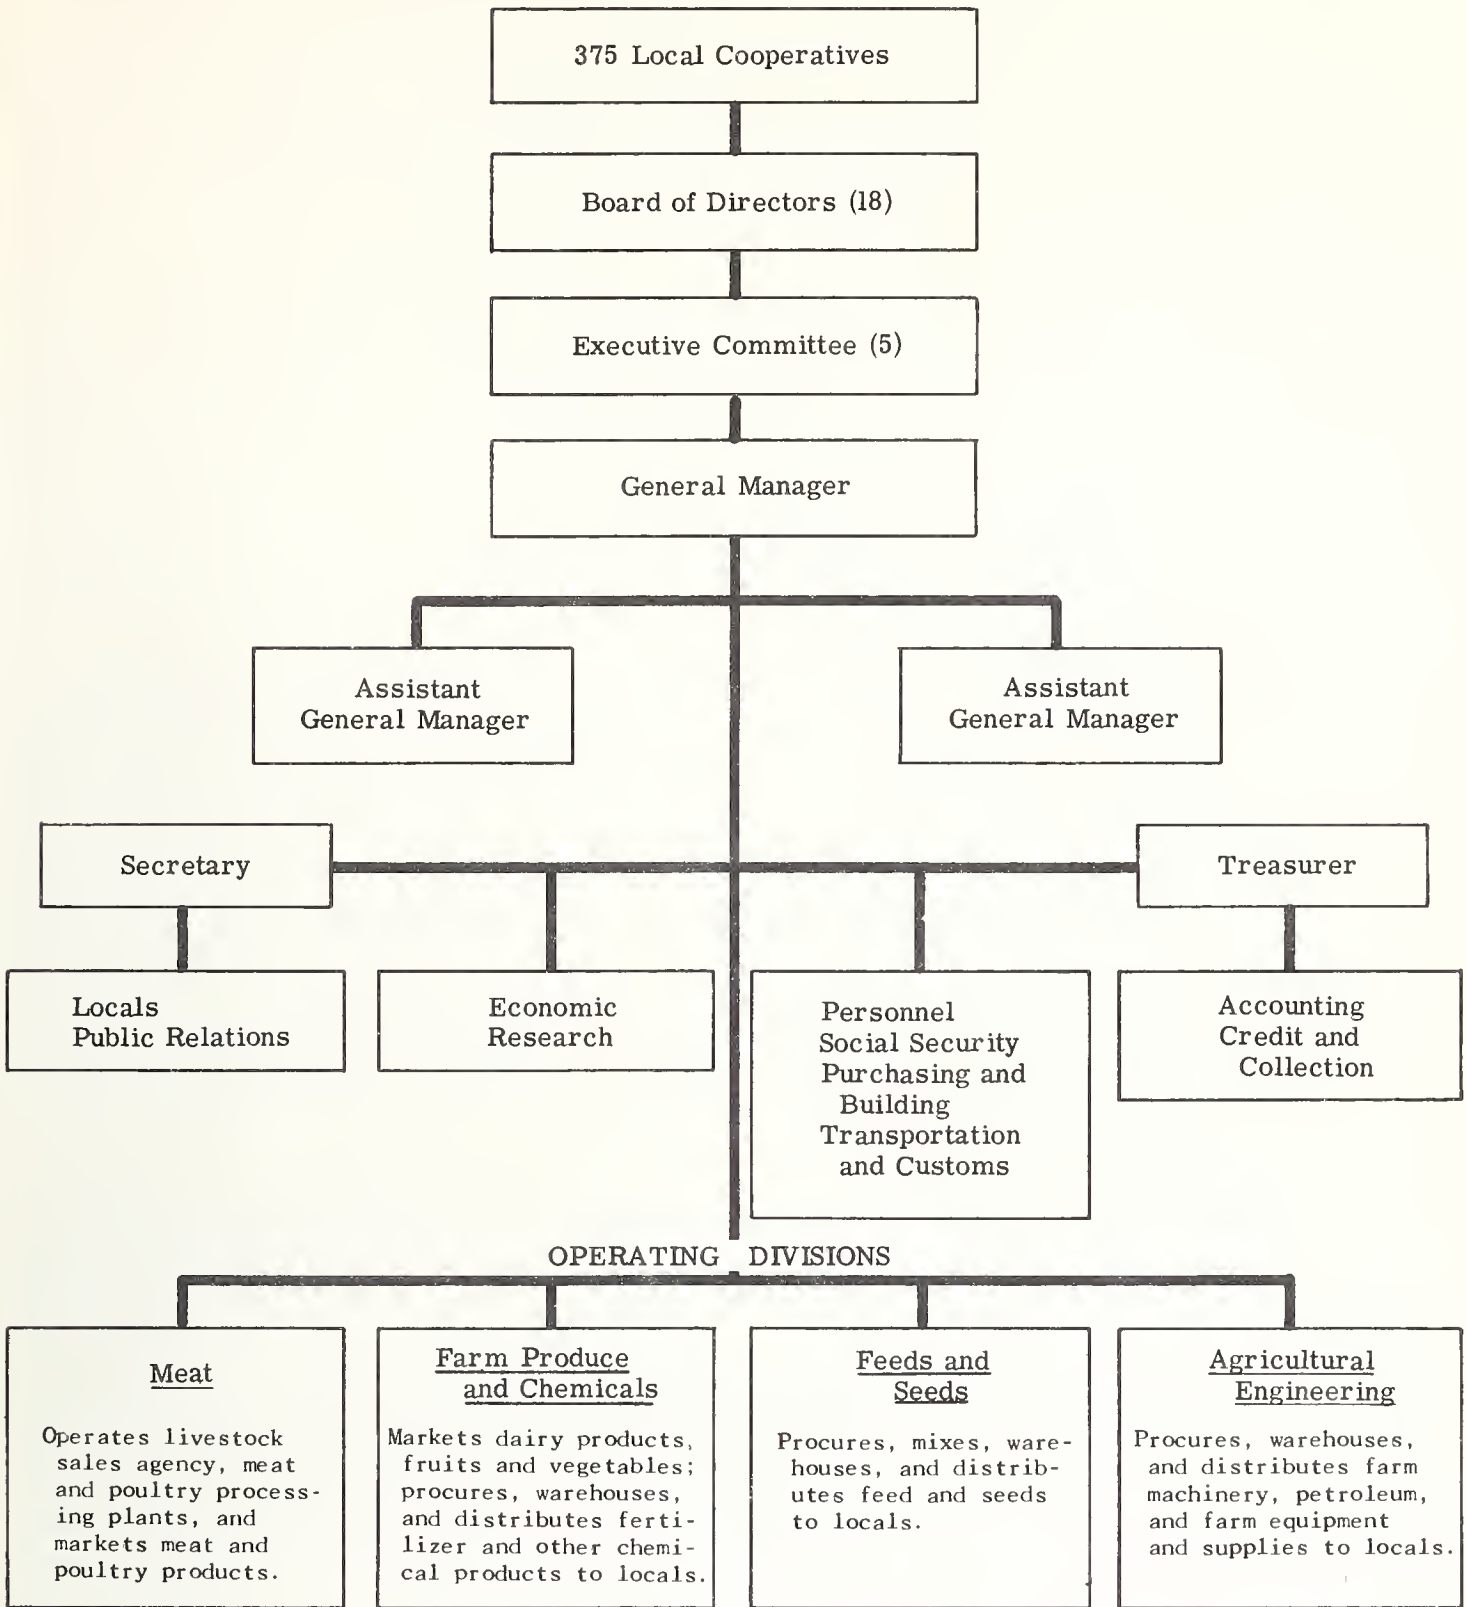 375 Local Cooperatives
Board of Directors (18)
Executive Committee (5)
General Manager
Assistant
General Manager
Assistant
General Manager
Secretary
Treasurer
Locals
Public Relations
Economic
Research
Personnel
Social Security
Purchasing and
Building
Transportation
and Customs
Accounting
Credit and
Collection
OPERATING DIVISIONS
Meat
Operates livestock
sales agency, meat
and poultry process-
ing plants, and
markets meat and
poultry products.
Farm Produce
and Chemicals
Markets dairy products,
fruits and vegetables;
procures, warehouses,
and distributes ferti-
lizer and other chemi-
cal products to locals.
Feeds and
Seeds
Procures, mixes, ware-
houses, and distrib-
utes feed and seeds
to locals.
Agricultural
Engineering
Procures, warehouses,
and distributes farm
machinery, petroleum,
and farm equipment
and supplies to locals.